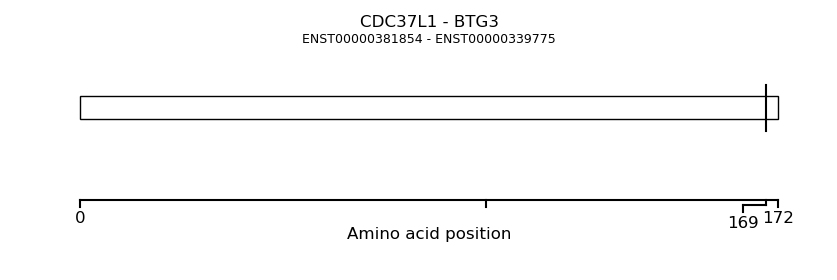 CDC37L1 - BTG3
ENST00000381854 - ENST00000339775
0 169 172
Amino acid position